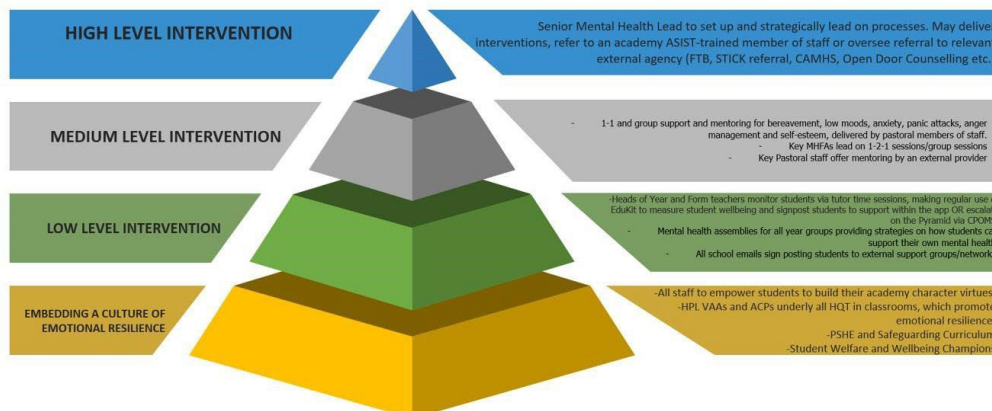 HIGH LEVEL INTERVENTION
Senior Mental Health Lead to set up and strategically lead on processes. May deliver
interventions, refer to an academy ASIST-trained member of staff or oversee referral to relevant
external agency (FTB, STICK referral, CAMHS, Open Door Counselling etc.
MEDIUM LEVEL INTERVENTION
- 1-1 and group support and mentoring for bereavement, low moods, anxiety, panic attacks, anger
management and self-esteem, delivered by pastoral members of staff.
- Key MHFAs lead on 1-2-1 sessions/group sessions
- Key Pastoral staff offer mentoring by an external provider
LOW LEVEL INTERVENTION
-Heads of Year and Form teachers monitor students via tutor time sessions, making regular use o
EduKit to measure student wellbeing and signpost students to support within the app OR escalat
on the Pyramid via CPOMS
- Mental health assemblies for all year groups providing strategies on how students ca
support their own mental health
- All school emails sign posting students to external support groups/network
EMBEDDING A CULTURE OF
EMOTIONAL RESILIENCE
-All staff to empower students to build their academy character virtues
-HPL VAAs and ACPs underly all HQT in classrooms, which promote
emotional resilience
-PSHE and Safeguarding Curriculum
-Student Welfare and Wellbeing Champion